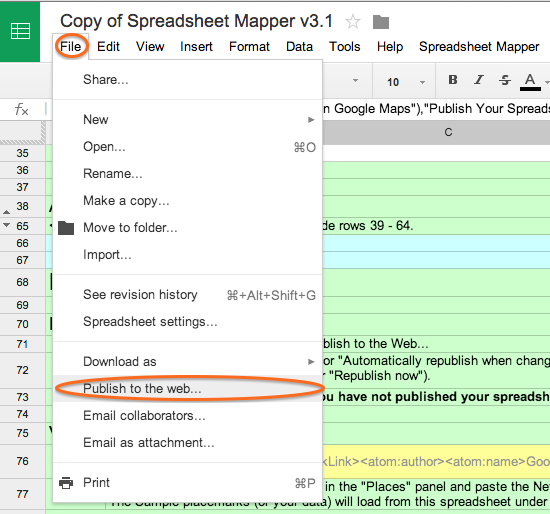 Copy of Spreadsheet Mapper v3.1
File Edit View Insert Format Data Tools Help Spreadsheet Mapper
Share...
10 B I S A
fx n Google Maps"),"Publish Your Spreads
New
C
Open... ⌘O
35
Rename...
36
37
Make a copy...
38
Move to folder...
65 de rows 39 - 64.
66
Import...
67
68
See revision history ⌘+Alt+Shift+G
69
Spreadsheet settings...
70
71 blish to the Web...
Download as
72 or "Automatically republish when chang
r "Republish now").
Publish to the web...
73 ou have not published your spreadsh
74
Email collaborators...
75
Email as attachment...
76 kLink><atom:author><atom:name>Goo
Print ⌘P
77 in the "Places" panel and paste the Ne
The Sample placemarks (or your data) will load from this spreadsheet under